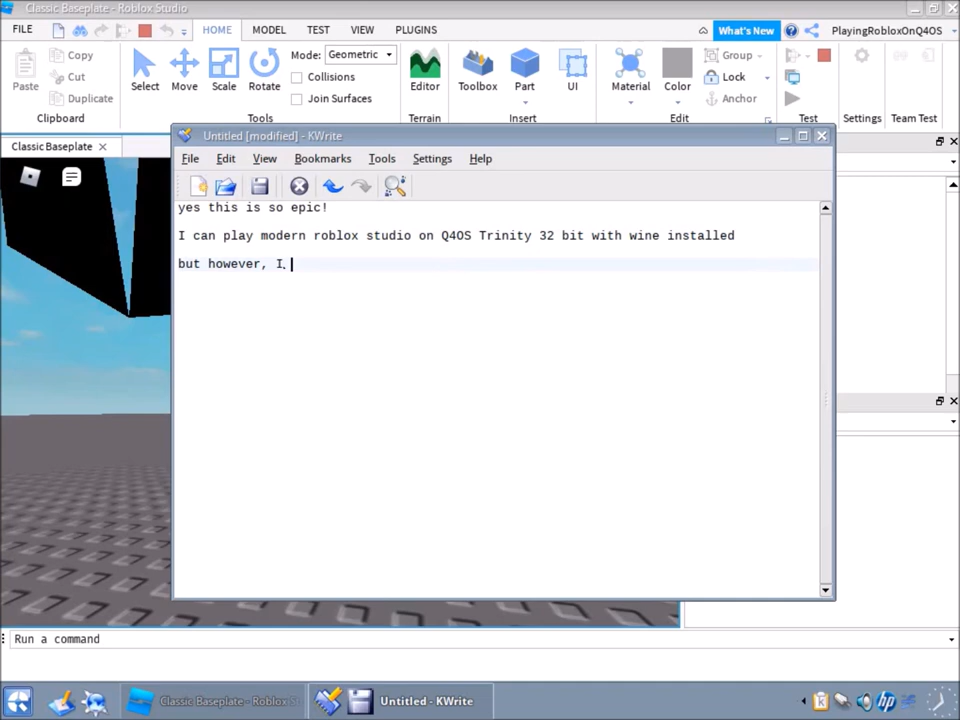 Classic Baseplate - Roblox Studio
FILE
HOME
MODEL
TEST
VIEW
PLUGINS
What's New
PlayingRobloxOnQ4OS
Paste
Copy
Cut
Duplicate
Clipboard
Select
Move
Scale
Rotate
Mode:
Geometric
Collisions
Join Surfaces
Tools
Editor
Terrain
Toolbox
Part
UI
Insert
Material
Color
Group
Lock
Anchor
Edit
Test
Settings
Team Test
Classic Baseplate
Untitled [modified] - KWrite
File Edit View Bookmarks Tools Settings Help
yes this is so epic!
I can play modern roblox studio on Q4OS Trinity 32 bit with wine installed
but however, I
Run a command
Classic Baseplate - Roblox S
Untitled - KWrite
hp